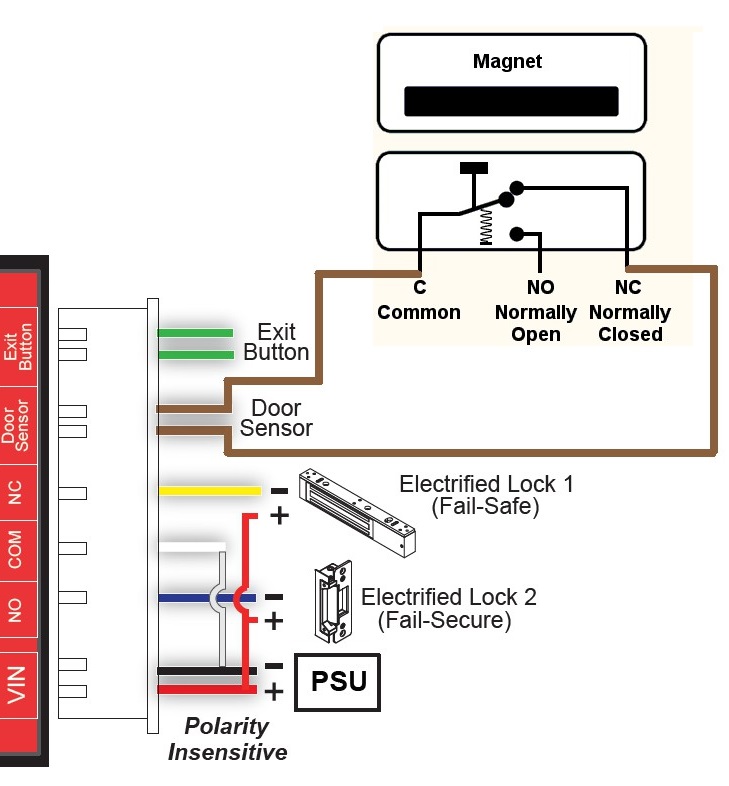 Magnet
C
Common
NO
Normally
Open
NC
Normally
Closed
Exit
Button
Exit
Button
Door
Sensor
Door
Sensor
NC
Electrified Lock 1
(Fail-Safe)
-
+
COM
NO
Electrified Lock 2
(Fail-Secure)
-
+
VIN
-
+
PSU
Polarity
Insensitive